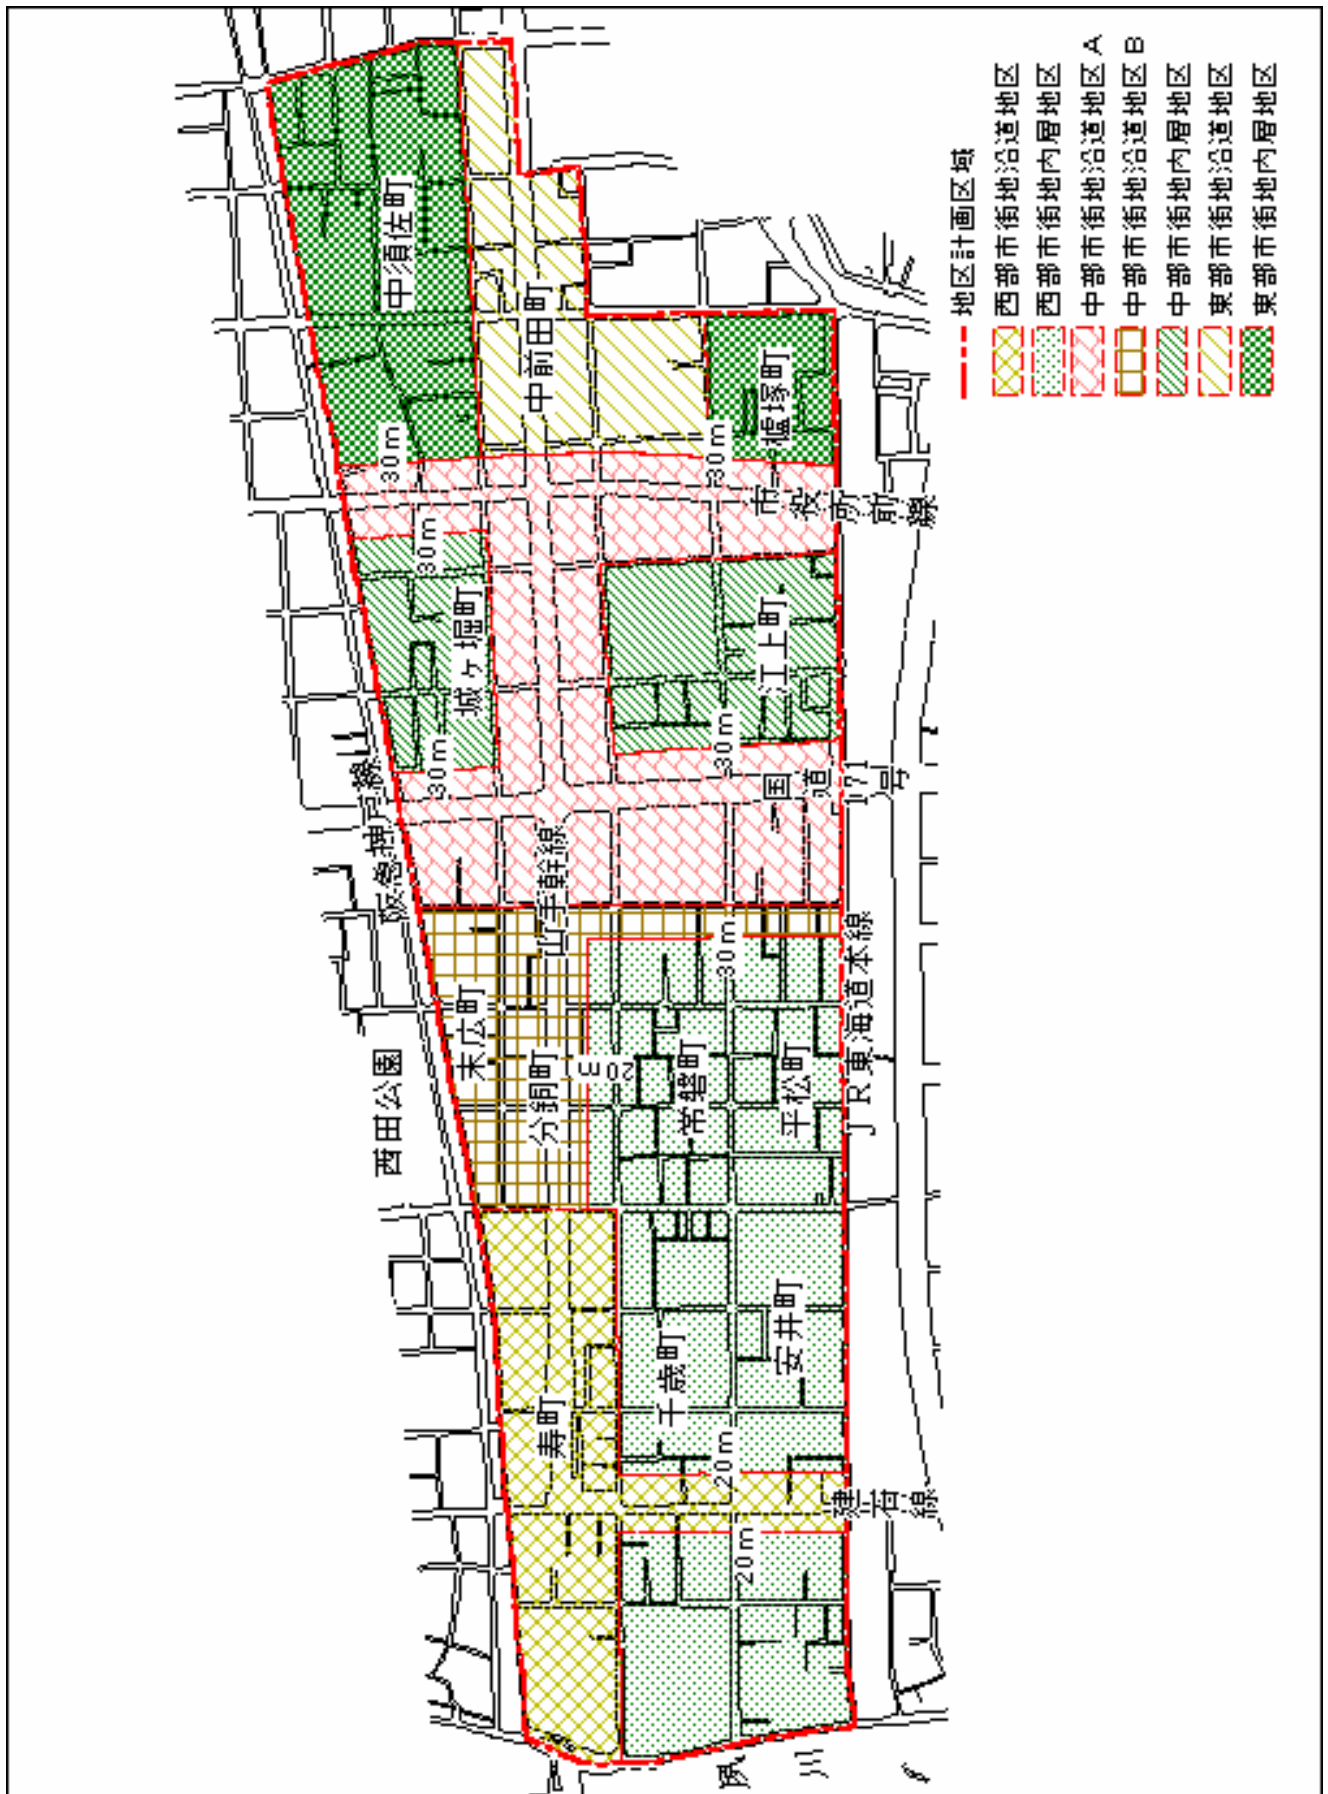 地区計画区域
西部市街地沿道地区
西部市街地内層地区
中部市街地沿道地区A
中部市街地沿道地区B
中部市街地内層地区
東部市街地沿道地区
東部市街地内層地区
阪急神戸線
西田公園
中須佐町
30m
30m
城ヶ堀町
30m
末広町
中前田町
山手幹線
分銅町
寿町
20m
30m
櫨塚町
市役所前線
江上町
30m
国道171号
30m
常磐町
平松町
JR東海道本線
千歳町
安井町
20m
20m
建石線
夙川